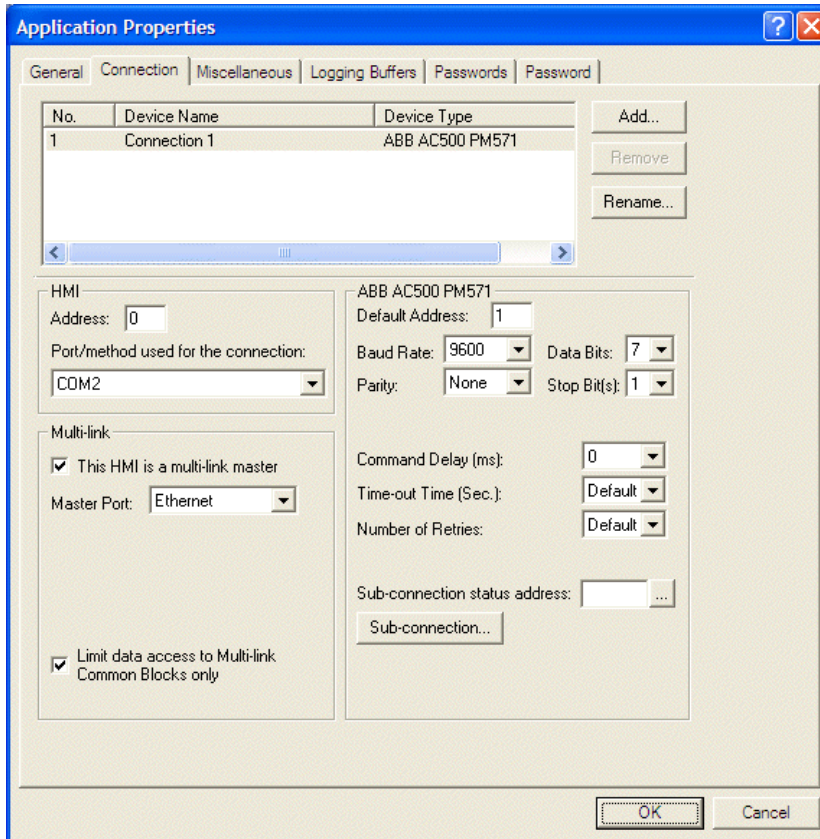 Application Properties
General Connection Miscellaneous Logging Buffers Passwords Password
No. Device Name Device Type
1 Connection 1 ABB AC500 PM571
Add...
Remove
Rename...
HMI
Address: 0
Port/method used for the connection:
COM2
Multi-link
This HMI is a multi-link master
Master Port: Ethernet
Limit data access to Multi-link
Common Blocks only
ABB AC500 PM571
Default Address: 1
Baud Rate: 9600 Data Bits: 7
Parity: None Stop Bit(s): 1
Command Delay (ms): 0
Time-out Time (Sec.): Default
Number of Retries: Default
Sub-connection status address: ...
Sub-connection...
OK Cancel